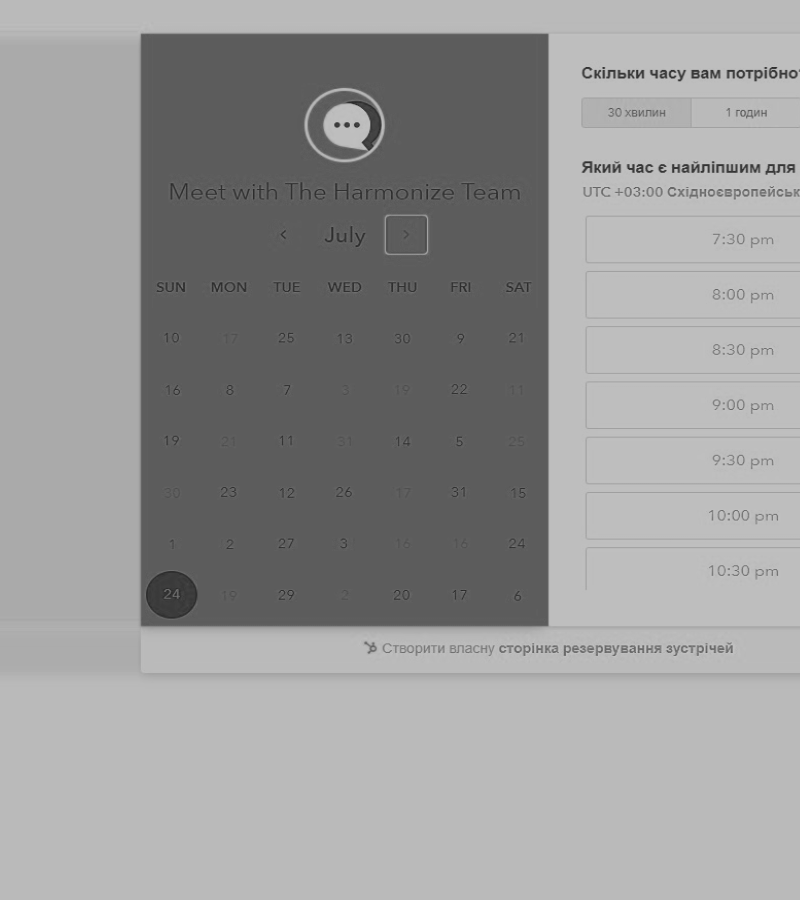 Meet with The Harmonize Team
July
SUN MON TUE WED THU FRI SAT
10 17 25 13 30 9 21
16 8 7 3 19 22 11
19 21 11 31 14 5 25
30 23 12 26 17 31 15
1 2 27 3 16 16 24
24 19 29 2 20 17 6
Скільки часу вам потрібно
30 хвилин 1 годин
Який час є найліпшим для
UTC +03:00 Східноєвропейськ
7:30 pm
8:00 pm
8:30 pm
9:00 pm
9:30 pm
10:00 pm
10:30 pm
Створити власну сторінка резервування зустрічей